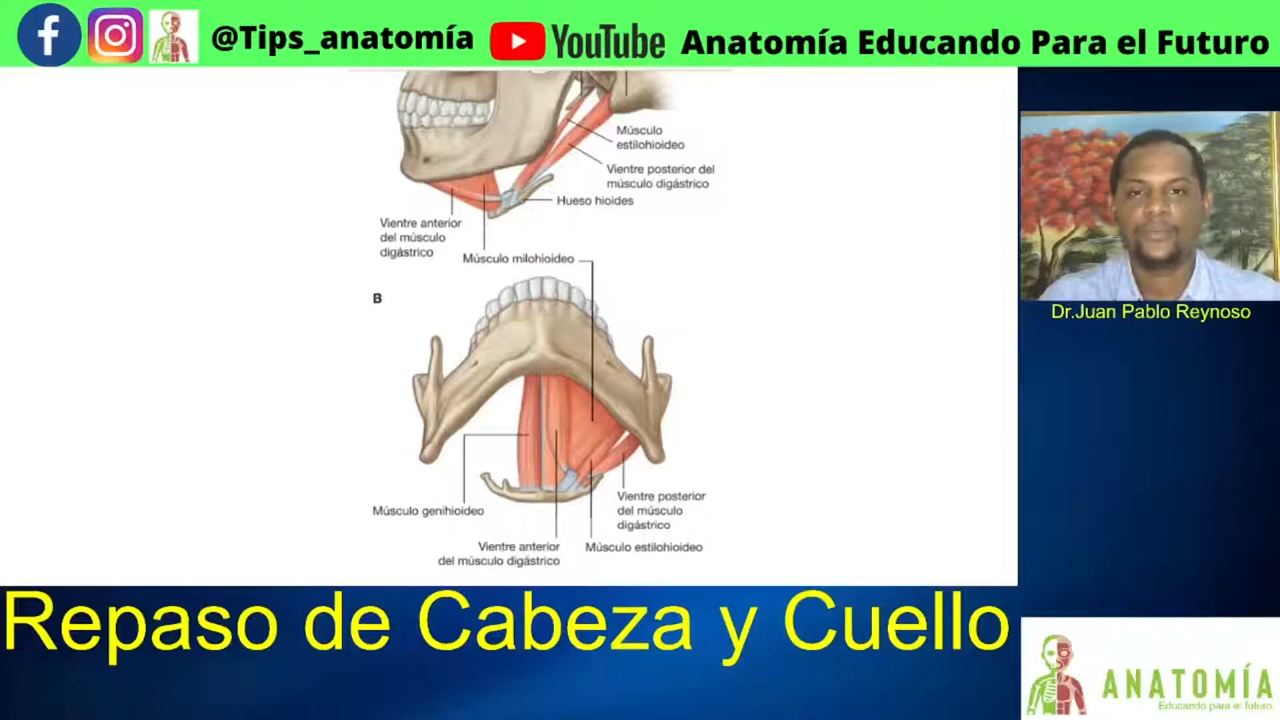 @Tips_anatomía YouTube Anatomía Educando Para el Futuro
Músculo
estilohioideo
Vientre posterior del
músculo digástrico
Hueso hioides
Vientre anterior
del músculo
digástrico
Músculo milohioideo
B
Músculo genihioideo
Vientre anterior
del músculo digástrico
Vientre posterior
del músculo
digástrico
Músculo estilohioideo
Dr.Juan Pablo Reynoso
Repaso de Cabeza y Cuello
ANATOMÍA
Educando para el futuro